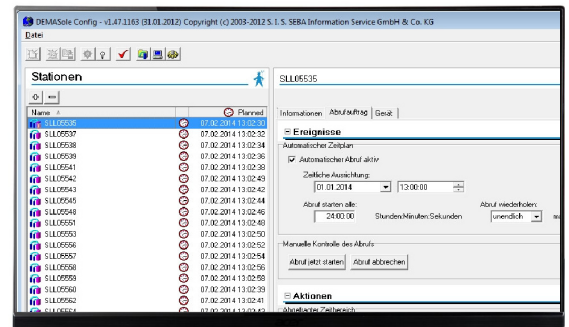 DEMASole Config - v1.47.1163 (31.01.2012) Copyright (c) 2003-2012 S. I. S. SEBA Information Service GmbH & Co. KG
Datei
Stationen
Name Planned
SLL05535 07.02.2014 13:02:30
SLL05537 07.02.2014 13:02:32
SLL05538 07.02.2014 13:02:34
SLL05539 07.02.2014 13:02:36
SLL05541 07.02.2014 13:02:38
SLL05542 07.02.2014 13:02:49
SLL05543 07.02.2014 13:02:42
SLL05545 07.02.2014 13:02:44
SLL05548 07.02.2014 13:02:46
SLL05551 07.02.2014 13:02:48
SLL05553 07.02.2014 13:02:50
SLL05556 07.02.2014 13:02:52
SLL05557 07.02.2014 13:02:54
SLL05558 07.02.2014 13:02:56
SLL05559 07.02.2014 13:02:58
SLL05560 07.02.2014 13:02:39
SLL05562 07.02.2014 13:02:41
SLL05535
Informationen Abrufauftrag Gerät
Ereignisse
Automatischer Zeitplan
Automatischer Abruf aktiv
Zeitliche Ausrichtung:
01.01.2014 13:00:00
Abruf starten alle: Abruf wiederholen:
24:00:00 Stunden:Minuten:Sekunden unendlich
Manuelle Kontrolle des Abrufs
Abruf jetzt starten Abruf abbrechen
Aktionen